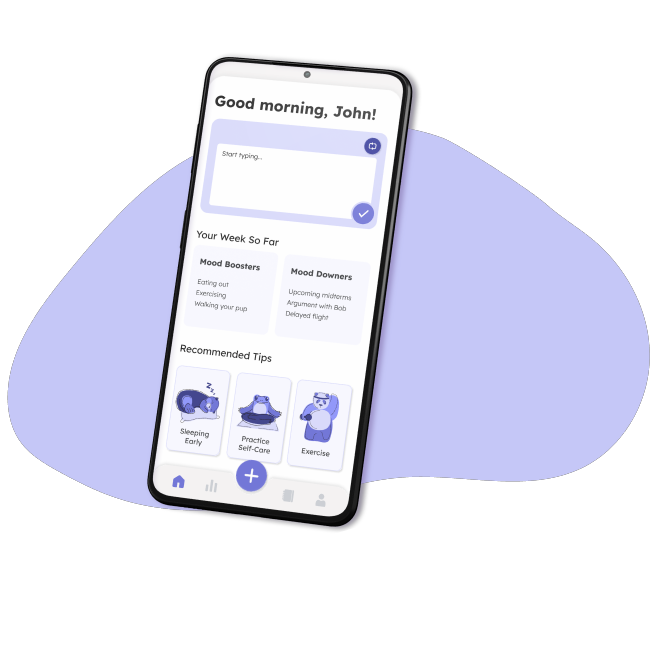 Good morning, John!
Start typing...
Your Week So Far
Mood Boosters
Eating out
Exercising
Walking your pup
Mood Downers
Upcoming midterms
Argument with Bob
Delayed flight
Recommended Tips
z z z
Sleeping
Early
Practice
Self-Care
Exercise